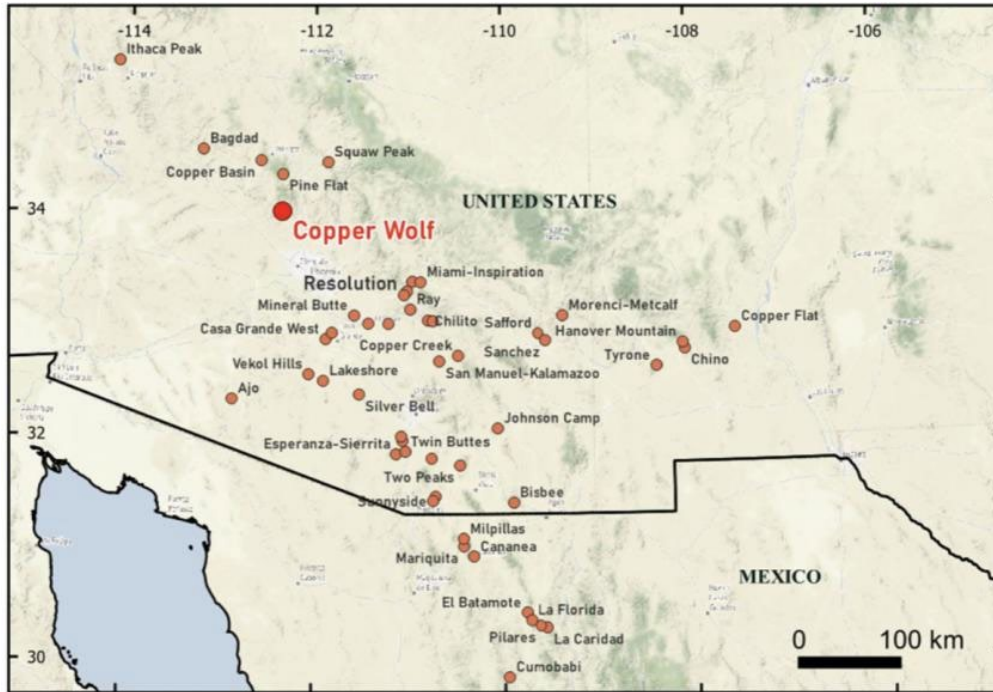 -114
-112
-110
-108
-106
Ithaca Peak
Bagdad
Squaw Peak
Copper Basin
Pine Flat
34
UNITED STATES
Copper Wolf
Miami-Inspiration
Resolution
Ray
Mineral Butte
Morenci-Metcalf
Copper Flat
Chilito
Safford
Casa Grande West
Hanover Mountain
Copper Creek
Sanchez
Tyrone
Chino
Vekol Hills
Lakeshore
San Manuel-Kalamazoo
Ajo
Silver Bell
Johnson Camp
32
Esperanza-Sierrita
Twin Buttes
Two Peaks
Sunnyside
Bisbee
Milpillas
Cananea
Mariquita
MEXICO
El Batamote
La Florida
Pilares
La Caridad
0
100 km
30
Cumobabi